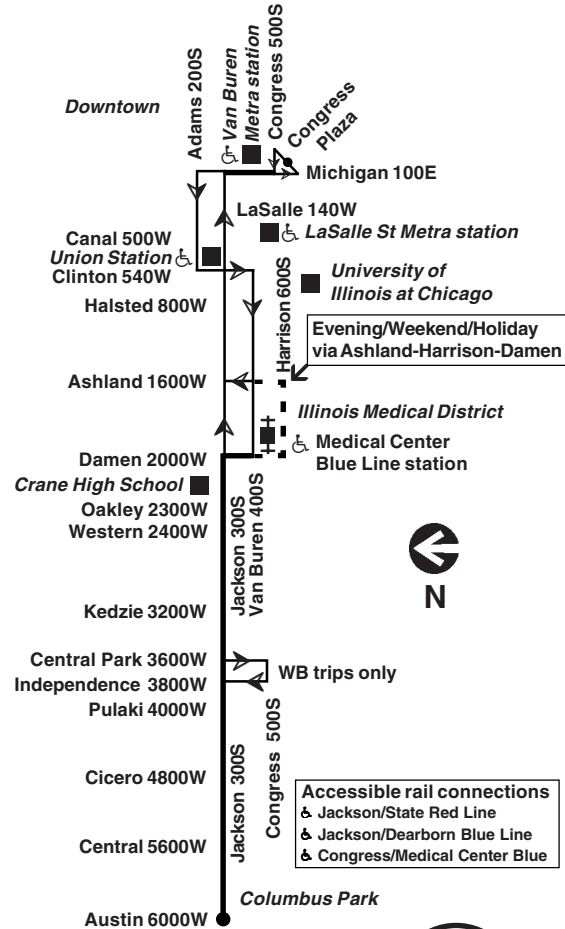 Adams 200S
Van Buren
Metra station
Congress 500S
Congress
Plaza
Downtown
Michigan 100E
LaSalle 140W
LaSalle St Metra station
Canal 500W
Union Station
Clinton 540W
University of
Illinois at Chicago
Halsted 800W
Harrison 600S
Evening/Weekend/Holiday
via Ashland-Harrison-Damen
Ashland 1600W
Illinois Medical District
Medical Center
Blue Line station
Damen 2000W
Crane High School
Oakley 2300W
Western 2400W
Jackson 300S
Van Buren 400S
N
Kedzie 3200W
Central Park 3600W
WB trips only
Independence 3800W
Pulaki 4000W
Congress 500S
Jackson 300S
Cicero 4800W
Accessible rail connections
Jackson/State Red Line
Jackson/Dearborn Blue Line
Congress/Medical Center Blue
Central 5600W
Columbus Park
Austin 6000W